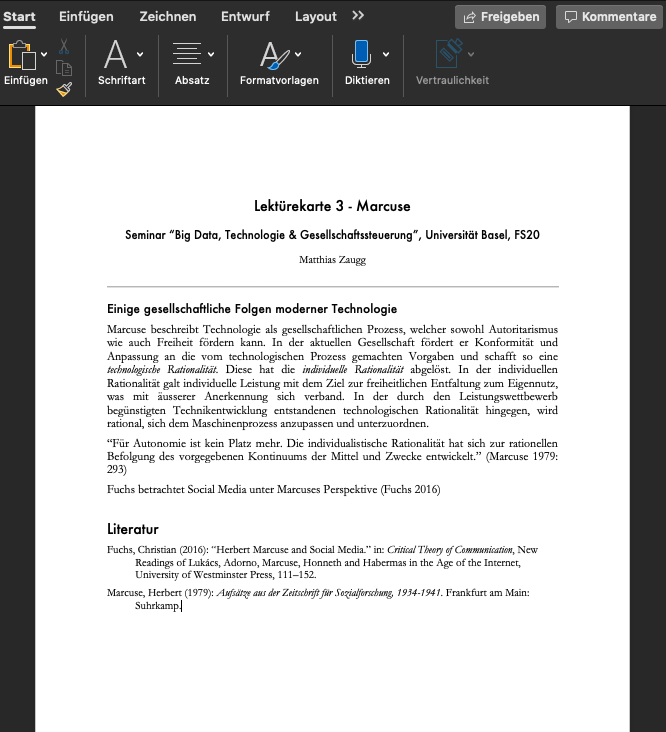 Start Einfügen Zeichnen Entwurf Layout >> Freigeben Kommentare
Einfügen Schriftart Absatz Formatvorlagen Diktieren Vertraulichkeit
Lektürekarte 3 - Marcuse
Seminar “Big Data, Technologie & Gesellschaftssteuerung”, Universität Basel, FS20
Matthias Zaugg
Einige gesellschaftliche Folgen moderner Technologie
Marcuse beschreibt Technologie als gesellschaftlichen Prozess, welcher sowohl Autoritarismus
wie auch Freiheit fördern kann. In der aktuellen Gesellschaft fördert er Konformität und
Anpassung an die vom technologischen Prozess gemachten Vorgaben und schafft so eine
technologische Rationalität. Diese hat die individuelle Rationalität abgelöst. In der individuellen
Rationalität galt individuelle Leistung mit dem Ziel zur freiheitlichen Entfaltung zum Eigennutz,
was mit äusserer Anerkennung sich verband. In der durch den Leistungswettbewerb
begünstigten Technikentwicklung entstandenen technologischen Rationalität hingegen, wird
rational, sich dem Maschinenprozess anzupassen und unterzuordnen.
“Für Autonomie ist kein Platz mehr. Die individualistische Rationalität hat sich zur rationellen
Befolgung des vorgegebenen Kontinuums der Mittel und Zwecke entwickelt.” (Marcuse 1979:
293)
Fuchs betrachtet Social Media unter Marcuses Perspektive (Fuchs 2016)
Literatur
Fuchs, Christian (2016): “Herbert Marcuse and Social Media.” in: Critical Theory of Communication, New
Readings of Lukács, Adorno, Marcuse, Honneth and Habermas in the Age of the Internet,
University of Westminster Press, 111–152.
Marcuse, Herbert (1979): Aufsätze aus der Zeitschrift für Sozialforschung, 1934-1941. Frankfurt am Main:
Suhrkamp.